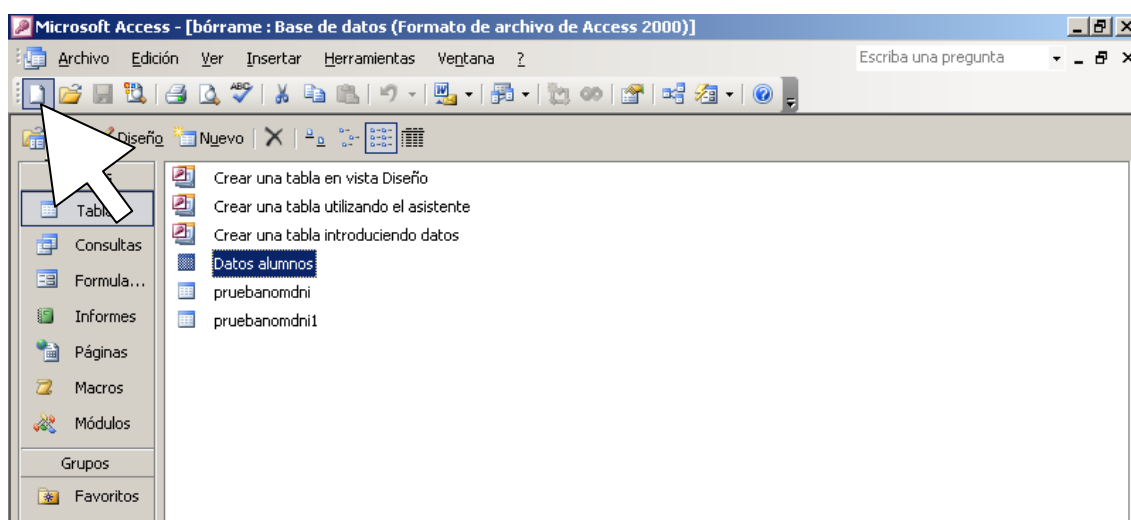 Microsoft Access - [bórrame : Base de datos (Formato de archivo de Access 2000)]
Archivo Edición Ver Insertar Herramientas Ventana ? Escriba una pregunta
Diseño Nuevo
Tabla
Consultas
Formula...
Informes
Páginas
Macros
Módulos
Grupos
Favoritos
Crear una tabla en vista Diseño
Crear una tabla utilizando el asistente
Crear una tabla introduciendo datos
Datos alumnos
pruebanomdni
pruebanomdni1